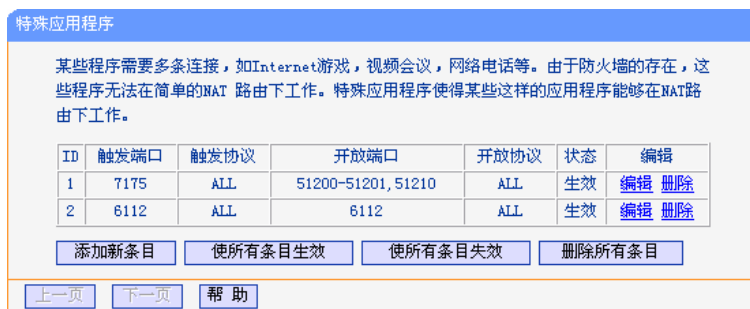 特殊应用程序
某些程序需要多条连接，如Internet游戏，视频会议，网络电话等。由于防火墙的存在，这
些程序无法在简单的NAT 路由下工作。特殊应用程序使得某些这样的应用程序能够在NAT路
由下工作。
ID 触发端口 触发协议 开放端口 开放协议 状态 编辑
1 7175 ALL 51200-51201,51210 ALL 生效 编辑 删除
2 6112 ALL 6112 ALL 生效 编辑 删除
添加新条目 使所有条目生效 使所有条目失效 删除所有条目
上一页 下一页 帮 助